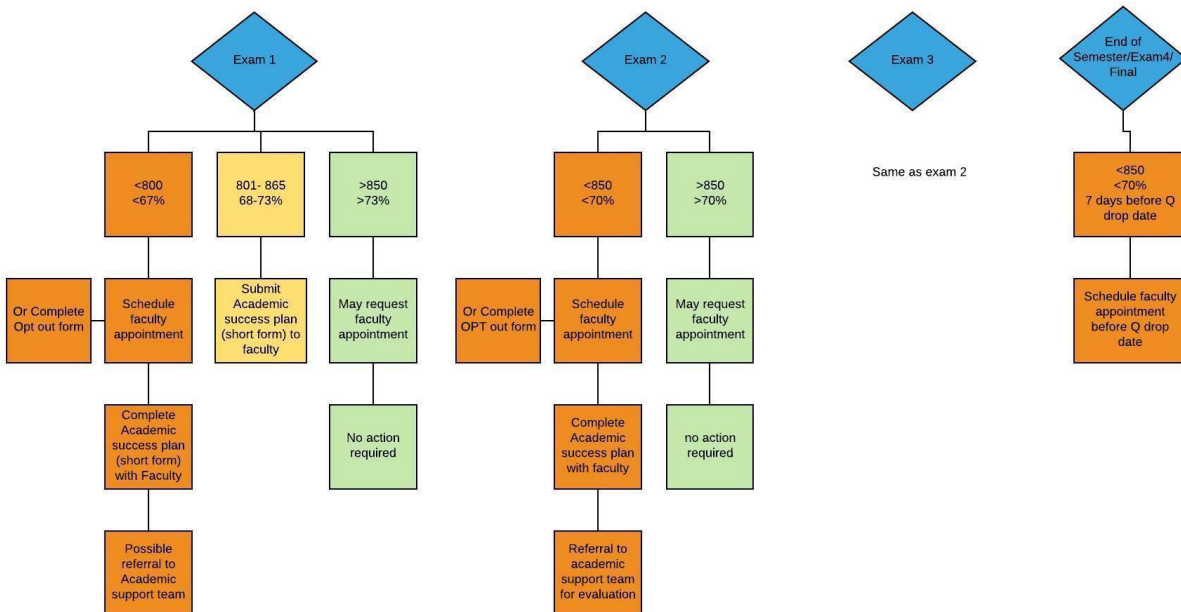 Exam 1
<800
<67%
801- 865
68-73%
>850
>73%
Or Complete
Opt out form
Schedule
faculty
appointment
Submit
Academic
success plan
(short form) to
faculty
May request
faculty
appointment
Complete
Academic
success plan
(short form)
with Faculty
No action
required
Possible
referral to
Academic
support team
Exam 2
<850
<70%
>850
>70%
Or Complete
OPT out form
Schedule
faculty
appointment
May request
faculty
appointment
Complete
Academic
success plan
with faculty
no action
required
Referral to
academic
support team
for evaluation
Exam 3
Same as exam 2
End of
Semester/Exam4/
Final
<850
<70%
7 days before Q
drop date
Schedule faculty
appointment
before Q drop
date